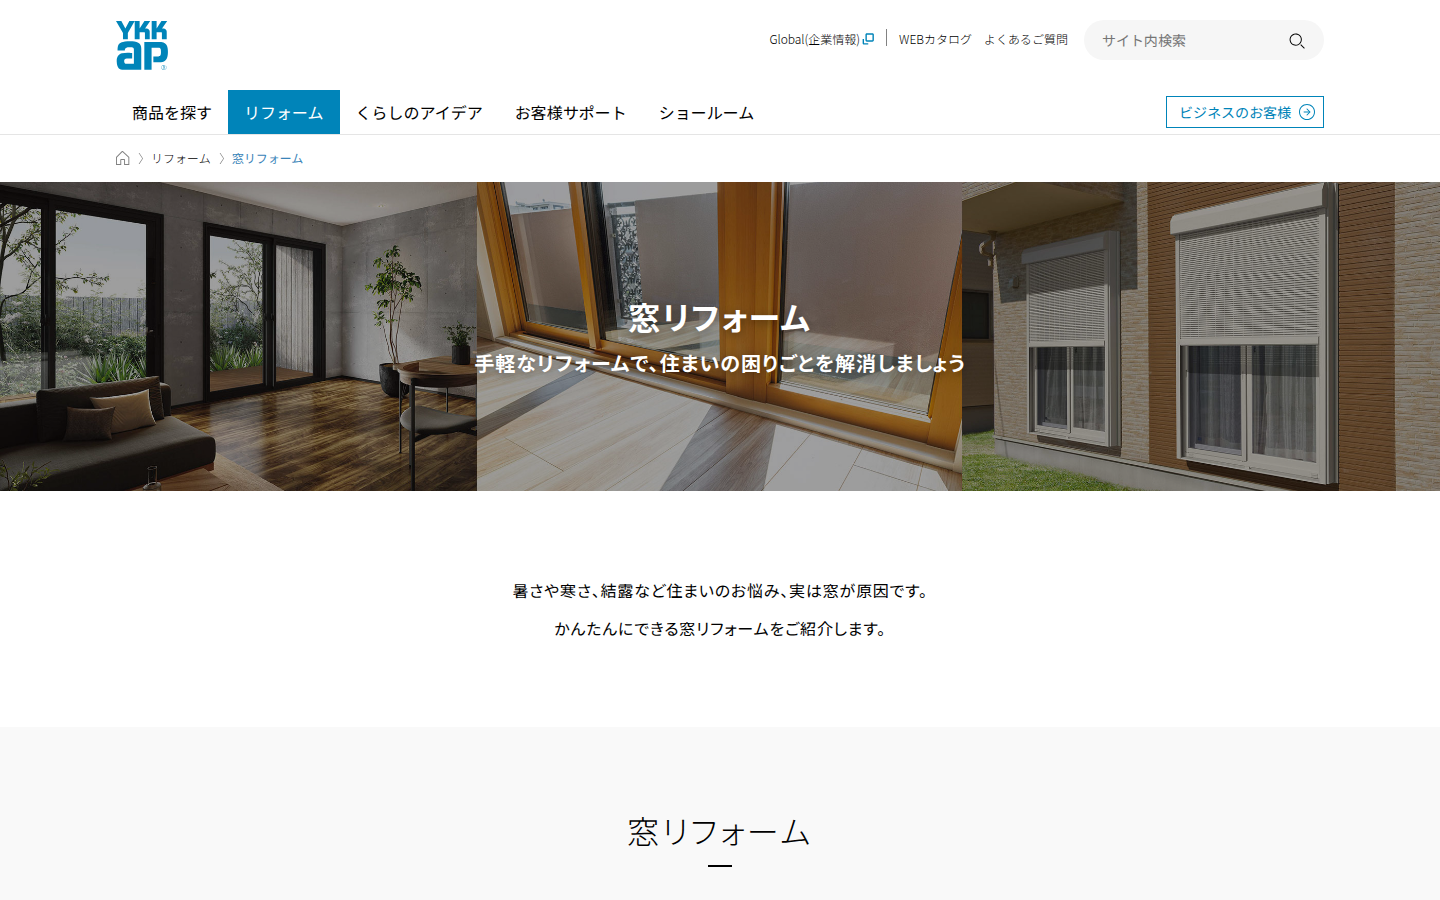 YKK
ap
Global(企業情報)
WEBカタログ
よくあるご質問
サイト内検索
商品を探す
リフォーム
くらしのアイデア
お客様サポート
ショールーム
ビジネスのお客様
リフォーム
窓リフォーム
窓リフォーム
手軽なリフォームで、住まいの困りごとを解消しましょう
暑さや寒さ、結露など住まいのお悩み、実は窓が原因です。
かんたんにできる窓リフォームをご紹介します。
窓リフォーム